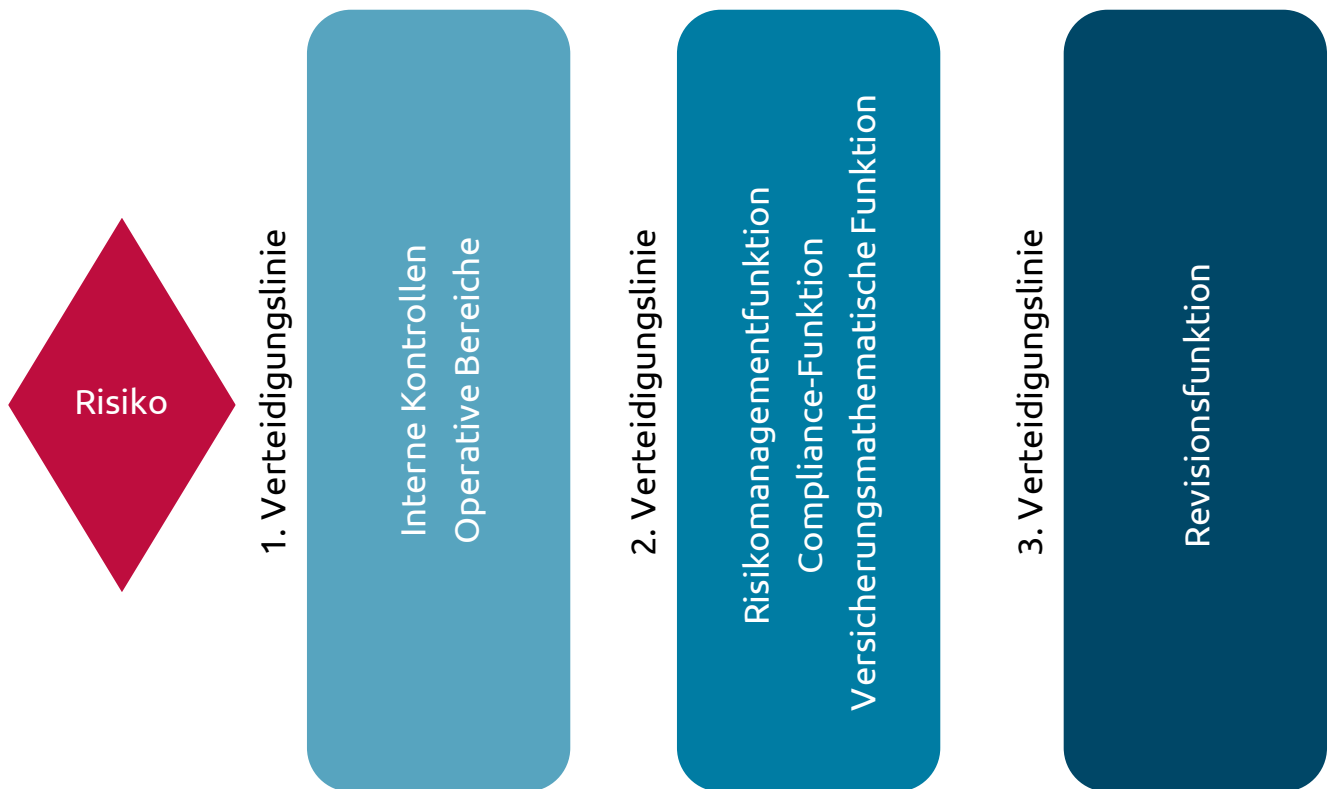 Risiko
1. Verteidigungslinie
Interne Kontrollen
Operative Bereiche
2. Verteidigungslinie
Risikomanagementfunktion
Compliance-Funktion
Versicherungsmathematische Funktion
3. Verteidigungslinie
Revisionsfunktion